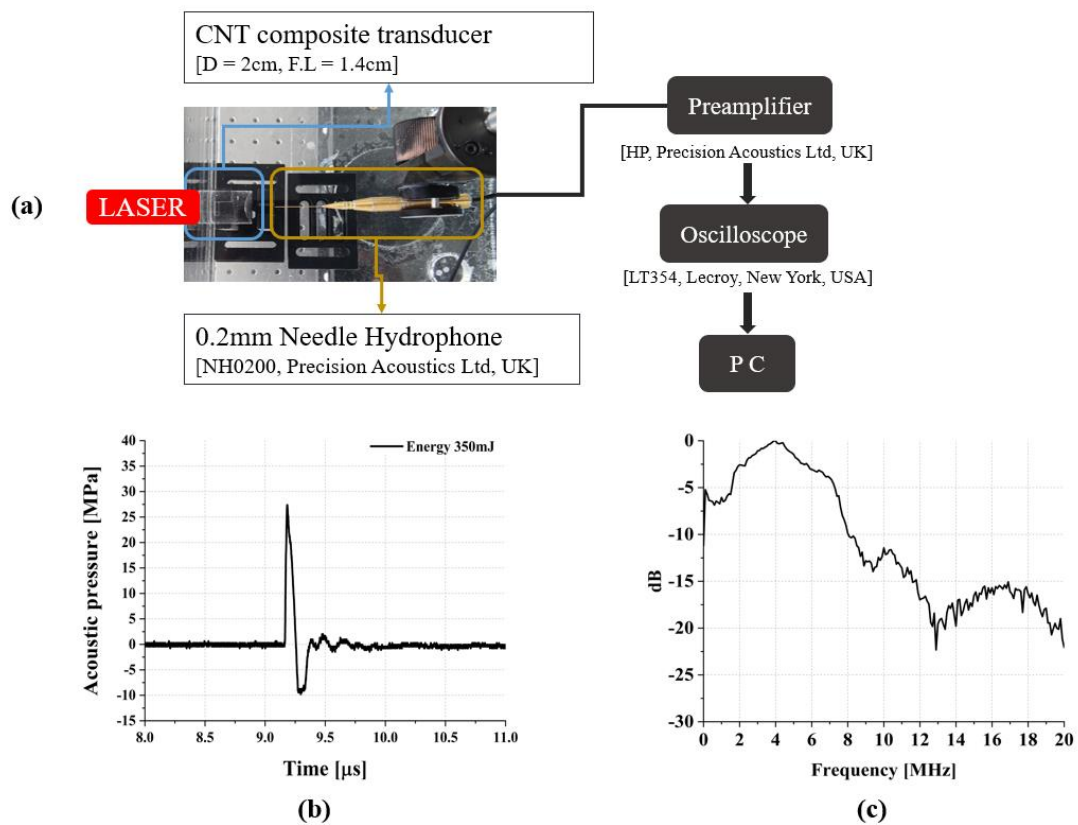 CNT composite transducer
[D = 2cm, F.L = 1.4cm]
Preamplifier
[HP, Precision Acoustics Ltd, UK]
(a)
LASER
Oscilloscope
[LT354, Lecroy, New York, USA]
0.2mm Needle Hydrophone
[NH0200, Precision Acoustics Ltd, UK]
P C
Acoustic pressure [MPa]
40
35
30
25
20
15
10
5
0
-5
-10
-15
Energy 350mJ
8.0 8.5 9.0 9.5 10.0 10.5 11.0
Time [μs]
(b)
dB
0
-5
-10
-15
-20
-25
-30
0 2 4 6 8 10 12 14 16 18 20
Frequency [MHz]
(c)